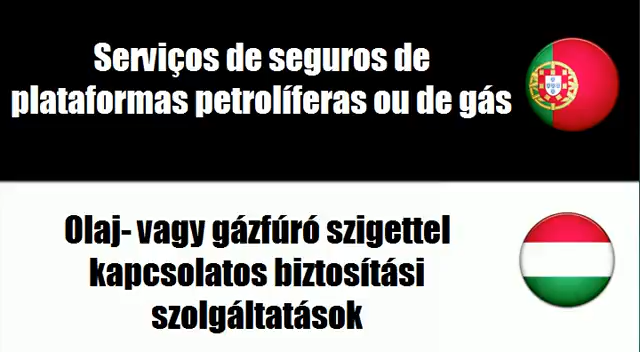 Serviços de seguros de
plataformas petrolíferas ou de gás
Olaj- vagy gázfúró szigettel
kapcsolatos biztosítási
szolgáltatások